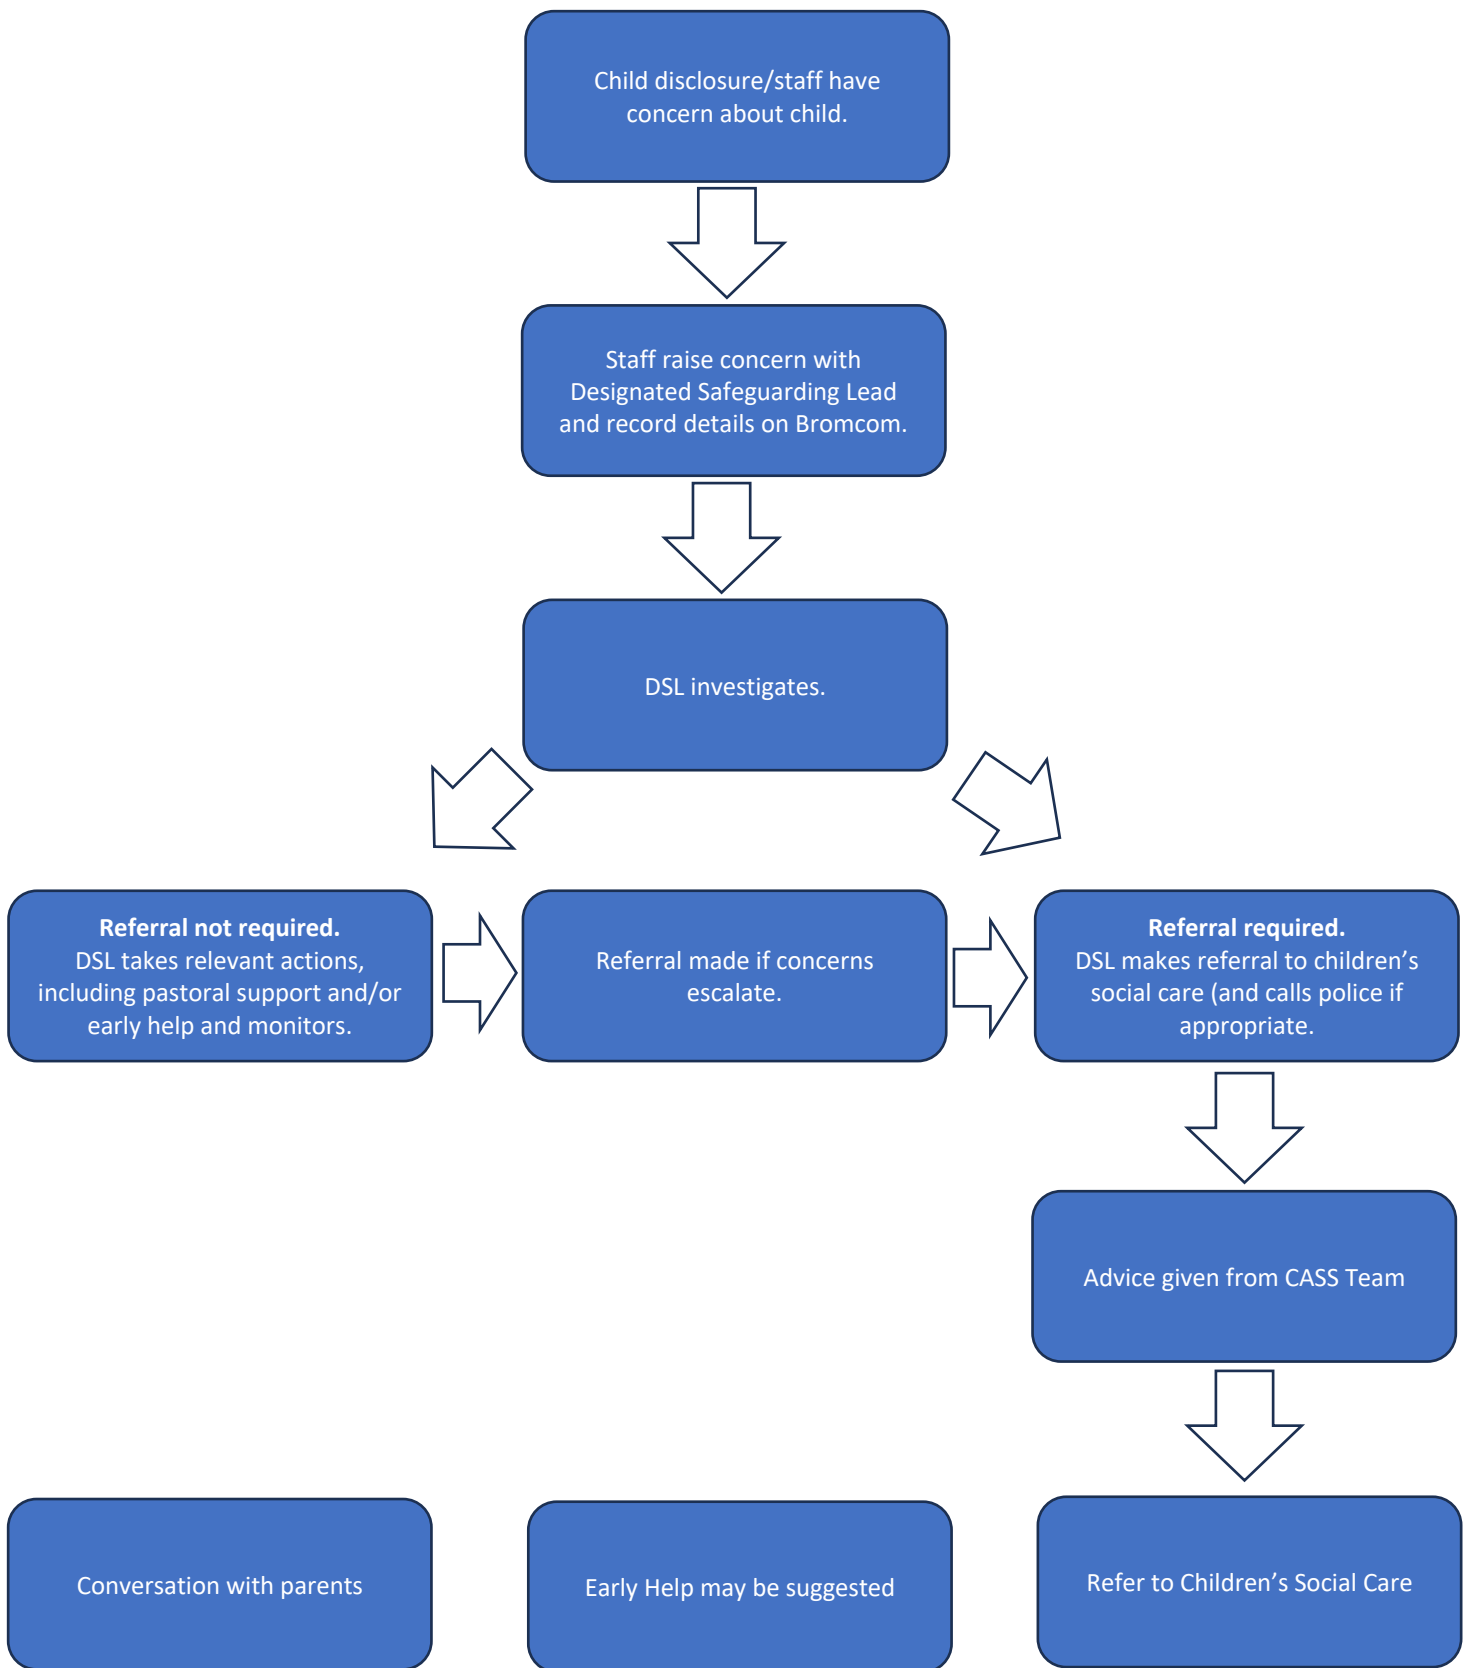 Child disclosure/staff have
concern about child.
Staff raise concern with
Designated Safeguarding Lead
and record details on Bromcom.
DSL investigates.
Referral not required.
DSL takes relevant actions,
including pastoral support and/or
early help and monitors.
Referral made if concerns
escalate.
Referral required.
DSL makes referral to children’s
social care (and calls police if
appropriate.
Advice given from CASS Team
Conversation with parents
Early Help may be suggested
Refer to Children’s Social Care